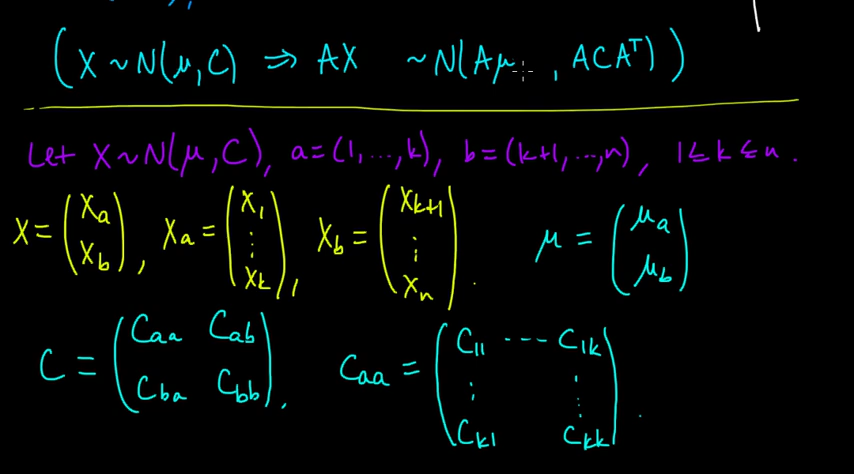 (X ~ N(μ, C) ⇒ AX ~ N(Aμ, ACAᵀ))
Let X ~ N(μ, C), a = (1, ..., k), b = (k+1, ..., n), 1 ≤ k ≤ n.
X = (Xa Xb), Xa = (X1 ⋮ Xk), Xb = (Xk+1 ⋮ Xn). μ = (μa μb)
C = (Caa Cab Cba Cbb), Caa = (C11 --- C1k ⋮ ⋮ Ck1 Ckk).